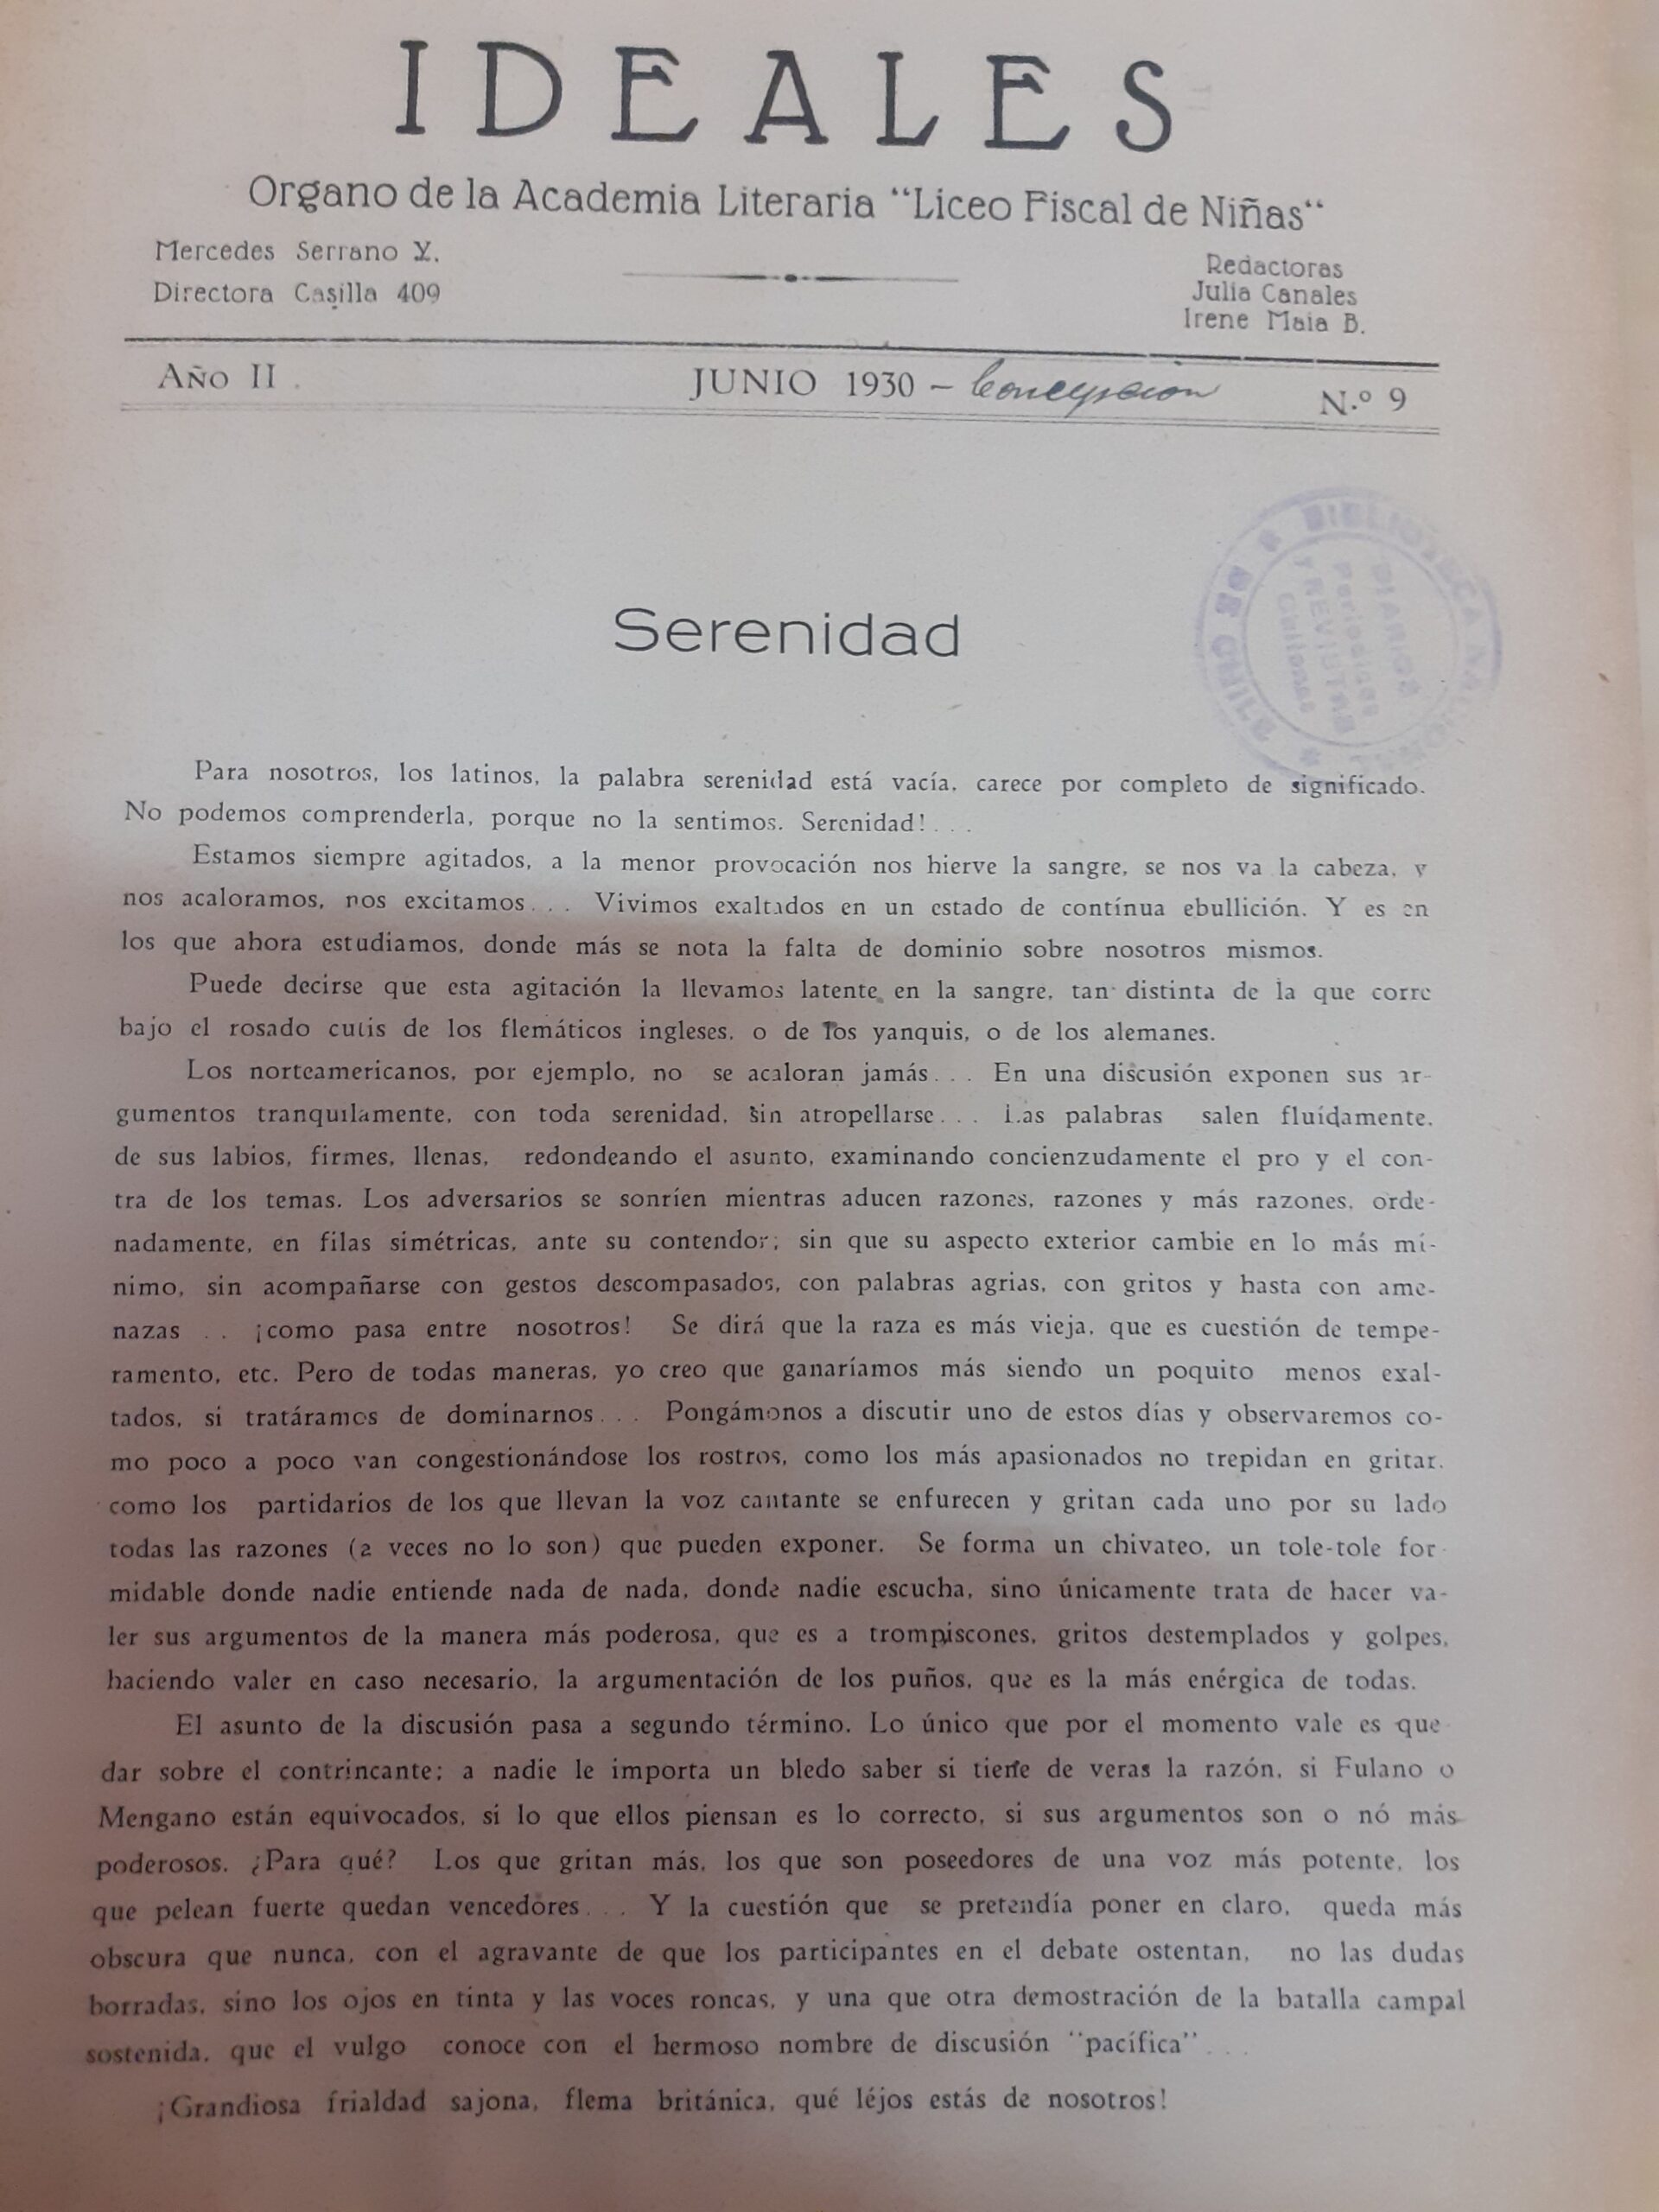 IDEALES
Organo de la Academia Literaria "Liceo Fiscal de Niñas"
Mercedes Serrano Y.
Directora Casilla 409
Redactoras
Julia Canales
Irene Maia B.
AÑO II
JUNIO 1930 - Concepcion
N.º 9
BIBLIOTECA NACIONAL
* DE CHILE *
DIARIOS
Periodicos
y REVISTAS
Chilenos
Serenidad
Para nosotros, los latinos, la palabra serenidad está vacía, carece por completo de significado.
No podemos comprenderla, porque no la sentimos. Serenidad!...
Estamos siempre agitados, a la menor provocación nos hierve la sangre, se nos va la cabeza, y
nos acaloramos, nos excitamos... Vivimos exaltados en un estado de contínua ebullición. Y es en
los que ahora estudiamos, donde más se nota la falta de dominio sobre nosotros mismos.
Puede decirse que esta agitación la llevamos latente en la sangre, tan distinta de la que corre
bajo el rosado cutis de los flemáticos ingleses, o de los yanquis, o de los alemanes.
Los norteamericanos, por ejemplo, no se acaloran jamás... En una discusión exponen sus ar-
gumentos tranquilamente, con toda serenidad, sin atropellarse... Las palabras salen fluídamente,
de sus labios, firmes, llenas, redondeando el asunto, examinando concienzudamente el pro y el con-
tra de los temas. Los adversarios se sonríen mientras aducen razones, razones y más razones, orde-
nadamente, en filas simétricas, ante su contendor; sin que su aspecto exterior cambie en lo más mí-
nimo, sin acompañarse con gestos descompasados, con palabras agrias, con gritos y hasta con ame-
nazas .. ¡como pasa entre nosotros! Se dirá que la raza es más vieja, que es cuestión de tempe-
ramento, etc. Pero de todas maneras, yo creo que ganaríamos más siendo un poquito menos exal-
tados, si tratáramos de dominarnos... Pongámonos a discutir uno de estos días y observaremos co-
mo poco a poco van congestionándose los rostros, como los más apasionados no trepidan en gritar,
como los partidarios de los que llevan la voz cantante se enfurecen y gritan cada uno por su lado
todas las razones (a veces no lo son) que pueden exponer. Se forma un chivateo, un tole-tole for-
midable donde nadie entiende nada de nada, donde nadie escucha, sino únicamente trata de hacer va-
ler sus argumentos de la manera más poderosa, que es a trompiscones, gritos destemplados y golpes,
haciendo valer en caso necesario, la argumentación de los puños, que es la más enérgica de todas.
El asunto de la discusión pasa a segundo término. Lo único que por el momento vale es que
dar sobre el contrincante; a nadie le importa un bledo saber si tiene de veras la razón, si Fulano o
Mengano están equivocados, si lo que ellos piensan es lo correcto, si sus argumentos son o nó más
poderosos. ¿Para qué? Los que gritan más, los que son poseedores de una voz más potente, los
que pelean fuerte quedan vencedores... Y la cuestión que se pretendía poner en claro, queda más
obscura que nunca, con el agravante de que los participantes en el debate ostentan, no las dudas
borradas, sino los ojos en tinta y las voces roncas, y una que otra demostración de la batalla campal
sostenida, que el vulgo conoce con el hermoso nombre de discusión "pacífica"...
¡Grandiosa frialdad sajona, flema británica, qué léjos estás de nosotros!